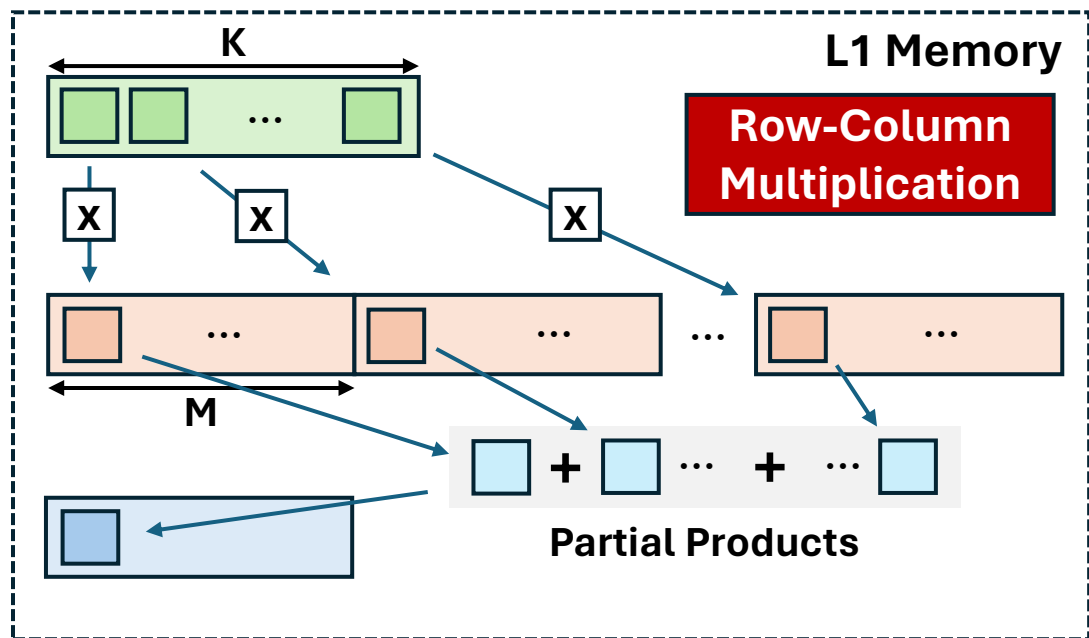 K
L1 Memory
Row-Column
Multiplication
...
X
X
X
...
...
...
...
M
+ ... + ...
Partial Products